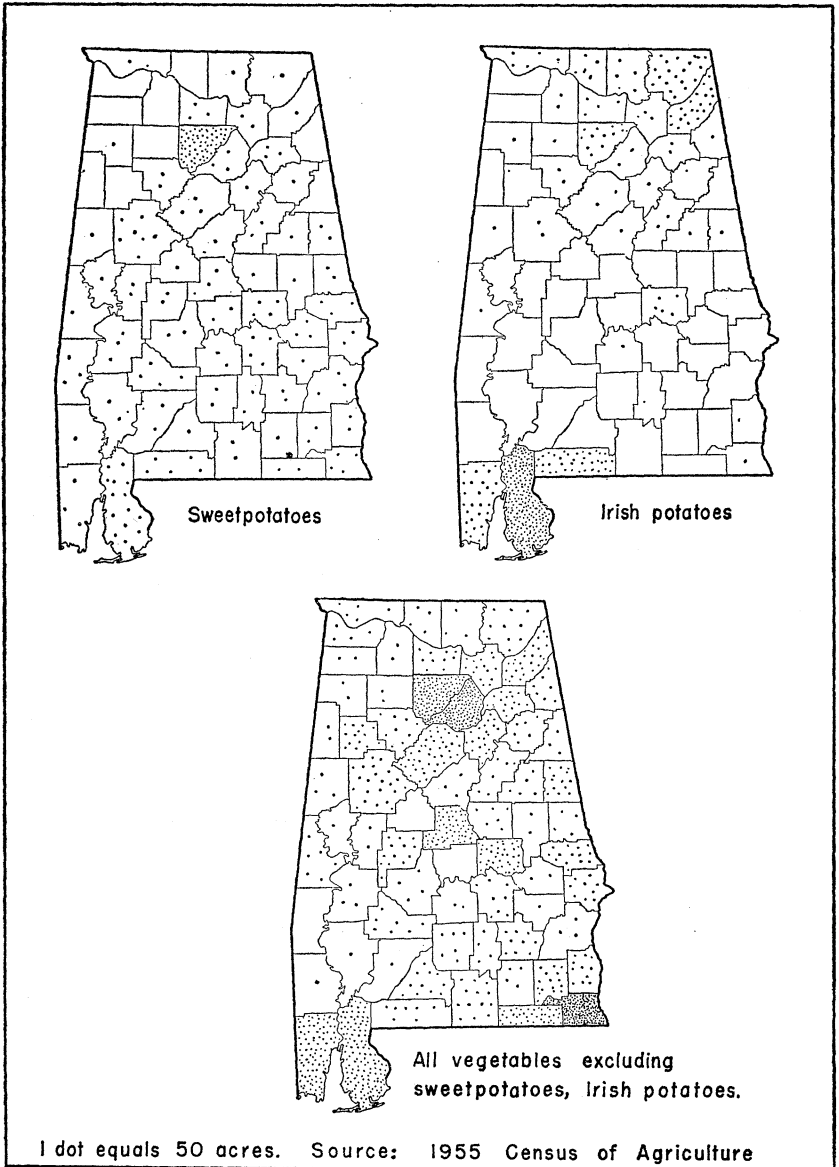 Sweetpotatoes
Irish potatoes
All vegetables excluding
sweetpotatoes, Irish potatoes.
1 dot equals 50 acres. Source: 1955 Census of Agriculture